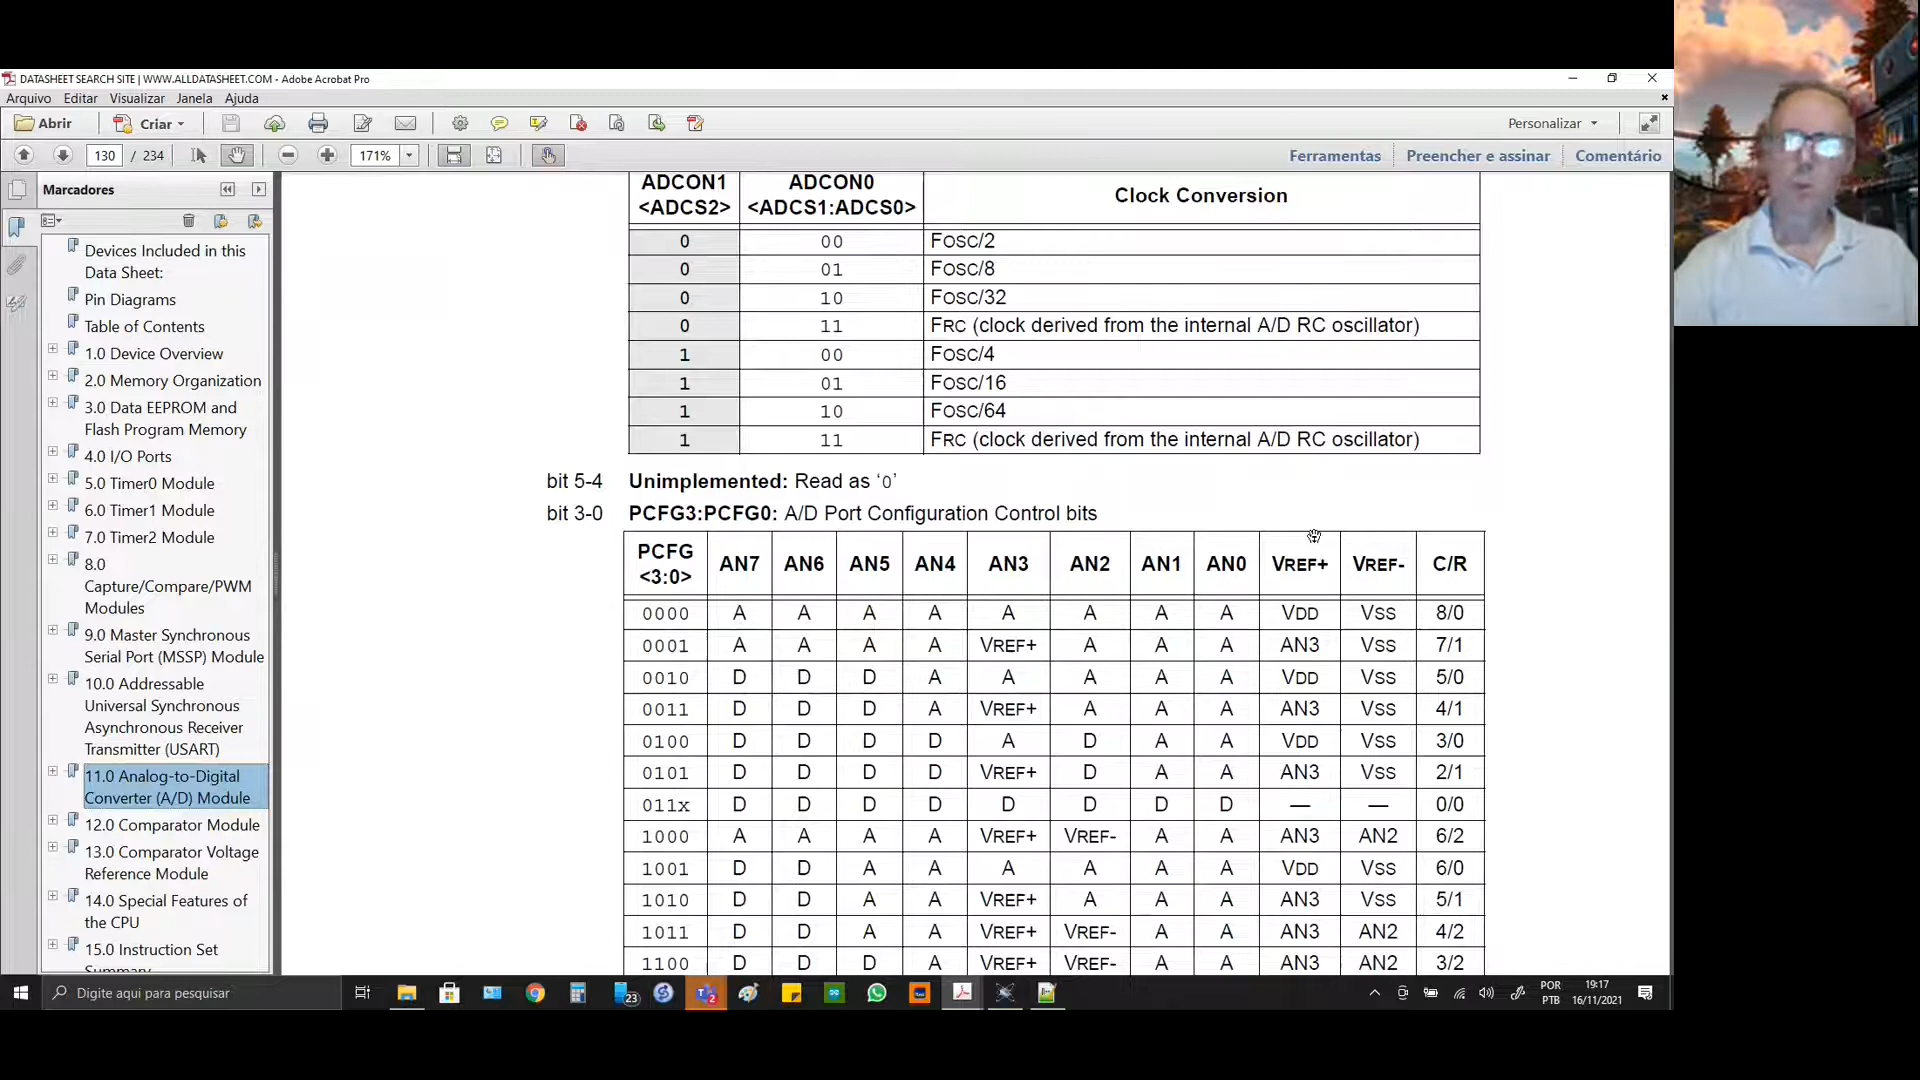 DATASHEET SEARCH SITE | WWW.ALLDATASHEET.COM - Adobe Acrobat Pro
Arquivo Editar Visualizar Janela Ajuda
Abrir Criar Personalizar
130 / 234 171% Ferramentas Preencher e assinar Comentário
Marcadores
Devices Included in this
Data Sheet:
Pin Diagrams
Table of Contents
1.0 Device Overview
2.0 Memory Organization
3.0 Data EEPROM and
Flash Program Memory
4.0 I/O Ports
5.0 Timer0 Module
6.0 Timer1 Module
7.0 Timer2 Module
8.0
Capture/Compare/PWM
Modules
9.0 Master Synchronous
Serial Port (MSSP) Module
10.0 Addressable
Universal Synchronous
Asynchronous Receiver
Transmitter (USART)
11.0 Analog-to-Digital
Converter (A/D) Module
12.0 Comparator Module
13.0 Comparator Voltage
Reference Module
14.0 Special Features of
the CPU
15.0 Instruction Set
Summary
ADCON1 <ADCS2> ADCON0 <ADCS1:ADCS0> Clock Conversion
0 00 FOSC/2
0 01 FOSC/8
0 10 FOSC/32
0 11 FRC (clock derived from the internal A/D RC oscillator)
1 00 FOSC/4
1 01 FOSC/16
1 10 FOSC/64
1 11 FRC (clock derived from the internal A/D RC oscillator)
bit 5-4 Unimplemented: Read as ‘0’
bit 3-0 PCFG3:PCFG0: A/D Port Configuration Control bits
PCFG <3:0> AN7 AN6 AN5 AN4 AN3 AN2 AN1 AN0 VREF+ VREF- C/R
0000 A A A A A A A A VDD VSS 8/0
0001 A A A A VREF+ A A A AN3 VSS 7/1
0010 D D D A A A A A VDD VSS 5/0
0011 D D D A VREF+ A A A AN3 VSS 4/1
0100 D D D D A D A A VDD VSS 3/0
0101 D D D D VREF+ D A A AN3 VSS 2/1
011x D D D D D D D D — — 0/0
1000 A A A A VREF+ VREF- A A AN3 AN2 6/2
1001 D D A A A A A A VDD VSS 6/0
1010 D D A A VREF+ A A A AN3 VSS 5/1
1011 D D A A VREF+ VREF- A A AN3 AN2 4/2
1100 D D D A VREF+ VREF- A A AN3 AN2 3/2
Digite aqui para pesquisar
23
2
POR
PTB
19:17
16/11/2021